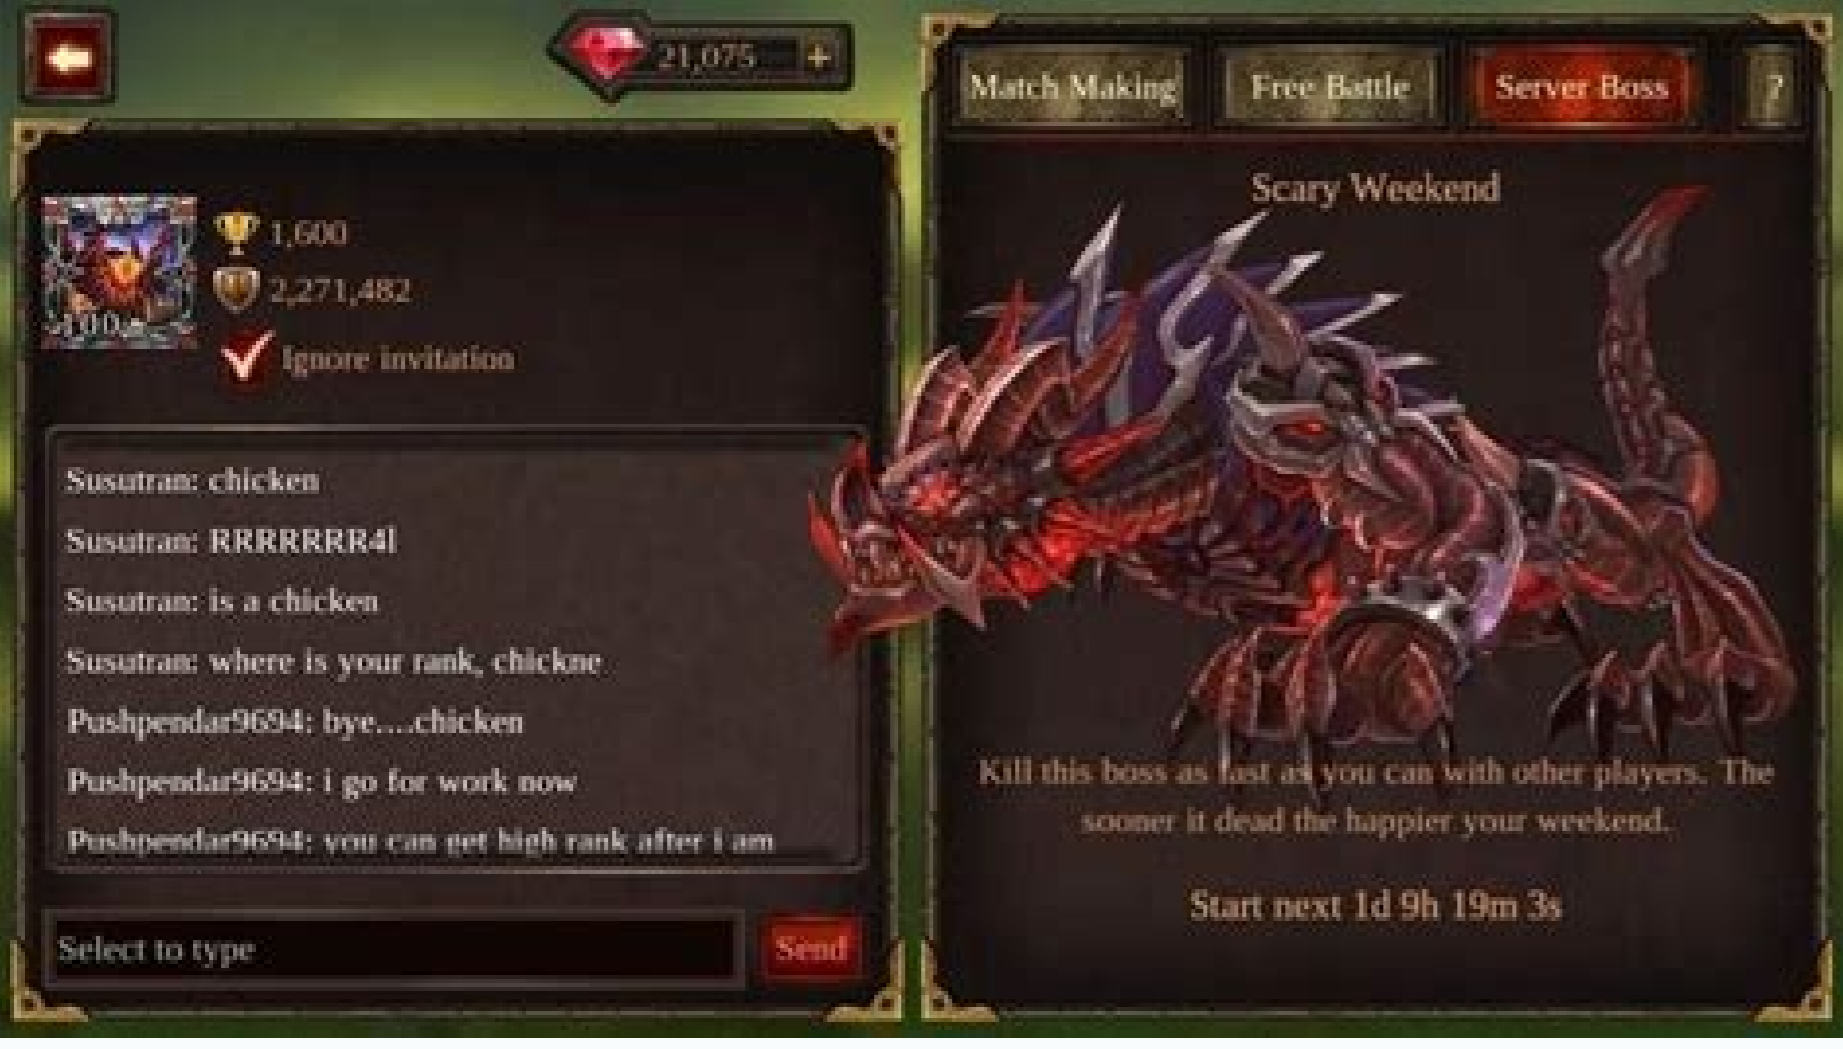 21,075 +
1,600
2,271,482
100
Ignore invitation
Susutran: chicken
Susutran: RRRRRRR4l
Susutran: is a chicken
Susutran: where is your rank, chickne
Pushpendar9694: bye....chicken
Pushpendar9694: i go for work now
Pushpendar9694: you can get high rank after i am
Select to type
Send
Match Making
Free Battle
Server Boss
?
Scary Weekend
Kill this boss as fast as you can with other players. The
sooner it dead the happier your weekend.
Start next 1d 9h 19m 3s